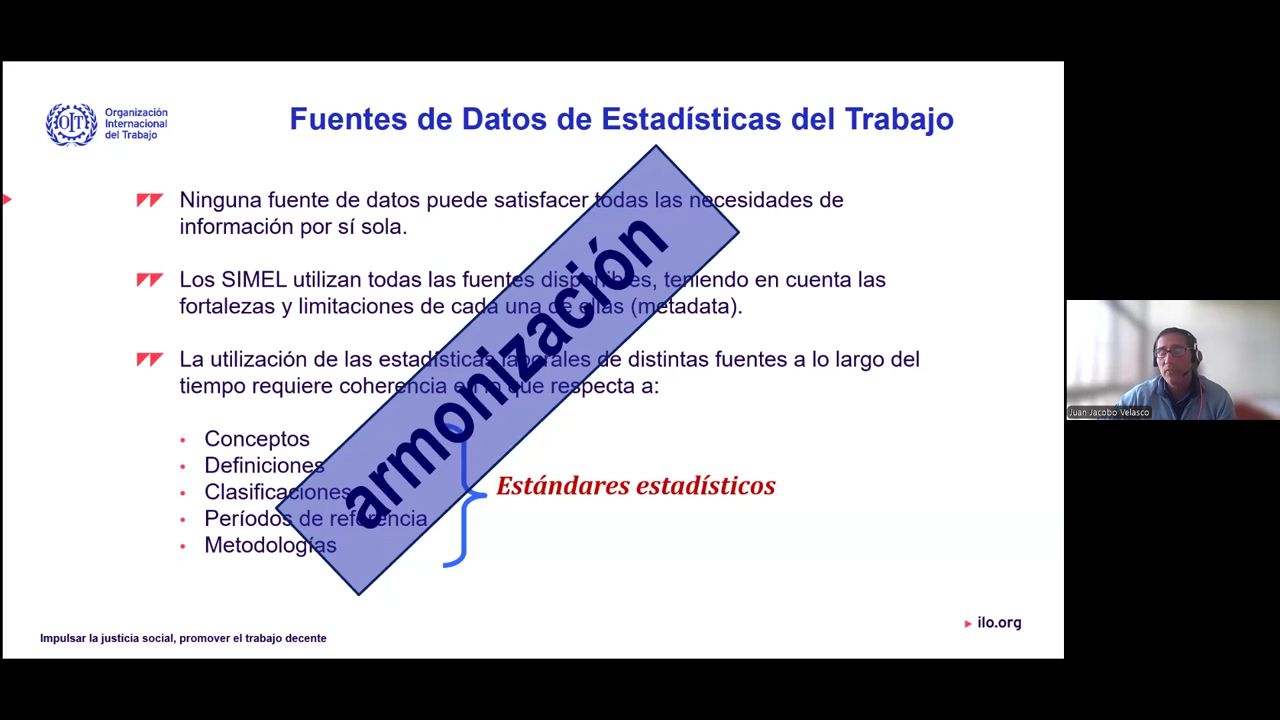 OIT
Organización
Internacional
del Trabajo
Fuentes de Datos de Estadísticas del Trabajo
Ninguna fuente de datos puede satisfacer todas las necesidades de
información por sí sola.
Los SIMEL utilizan todas las fuentes disponibles, teniendo en cuenta las
fortalezas y limitaciones de cada una de ellas (metadata).
La utilización de las estadísticas laborales de distintas fuentes a lo largo del
tiempo requiere coherencia en lo que respecta a:
• Conceptos
• Definiciones
• Clasificaciones
• Períodos de referencia
• Metodologías
Estándares estadísticos
armonización
Impulsar la justicia social, promover el trabajo decente
ilo.org
Juan Jacobo Velasco